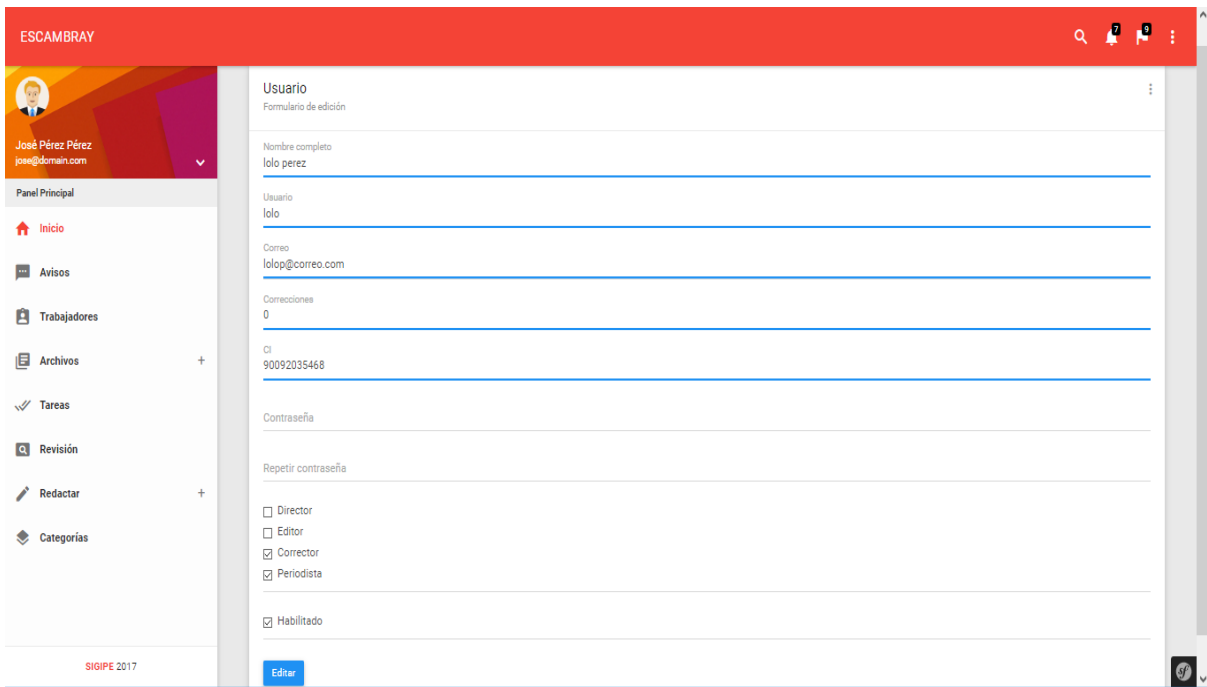 ESCAMBRAY
7
9
José Pérez Pérez
jose@domain.com
Panel Principal
Inicio
Avisos
Trabajadores
Archivos +
Tareas
Revisión
Redactar +
Categorías
SIGIPE 2017
Usuario
Formulario de edición
Nombre completo
lolo perez
Usuario
lolo
Correo
lolop@correo.com
Correcciones
0
CI
90092035468
Contraseña
Repetir contraseña
Director
Editor
Corrector
Periodista
Habilitado
Editar
sf